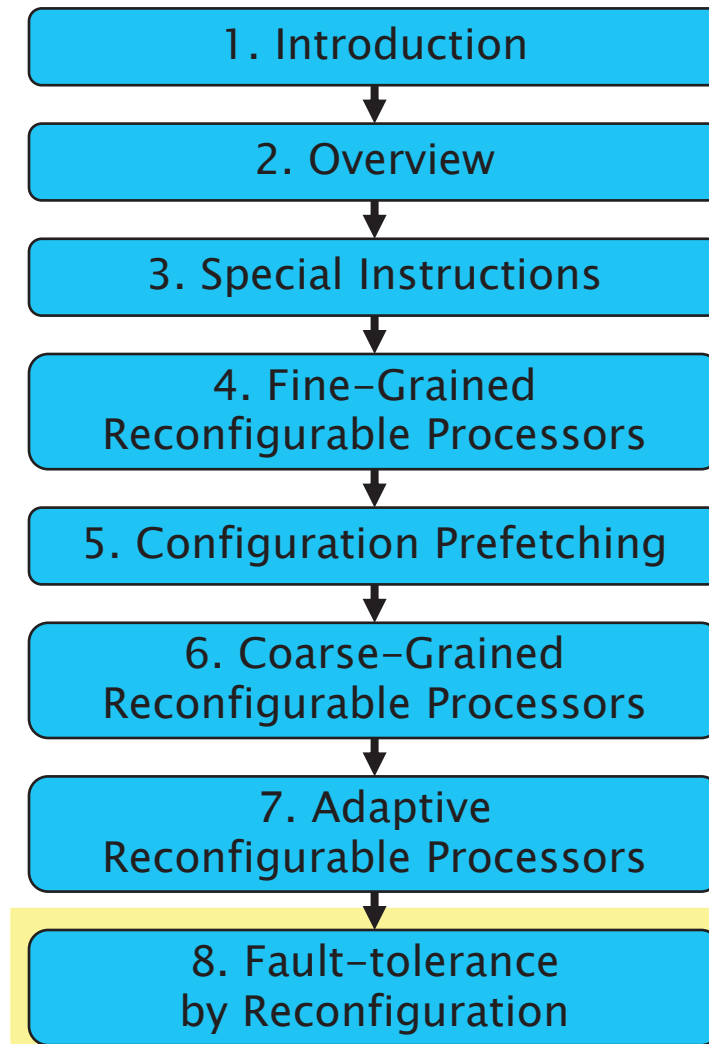 1. Introduction
2. Overview
3. Special Instructions
4. Fine–Grained
Reconfigurable Processors
5. Configuration Prefetching
6. Coarse–Grained
Reconfigurable Processors
7. Adaptive
Reconfigurable Processors
8. Fault–tolerance
by Reconfiguration